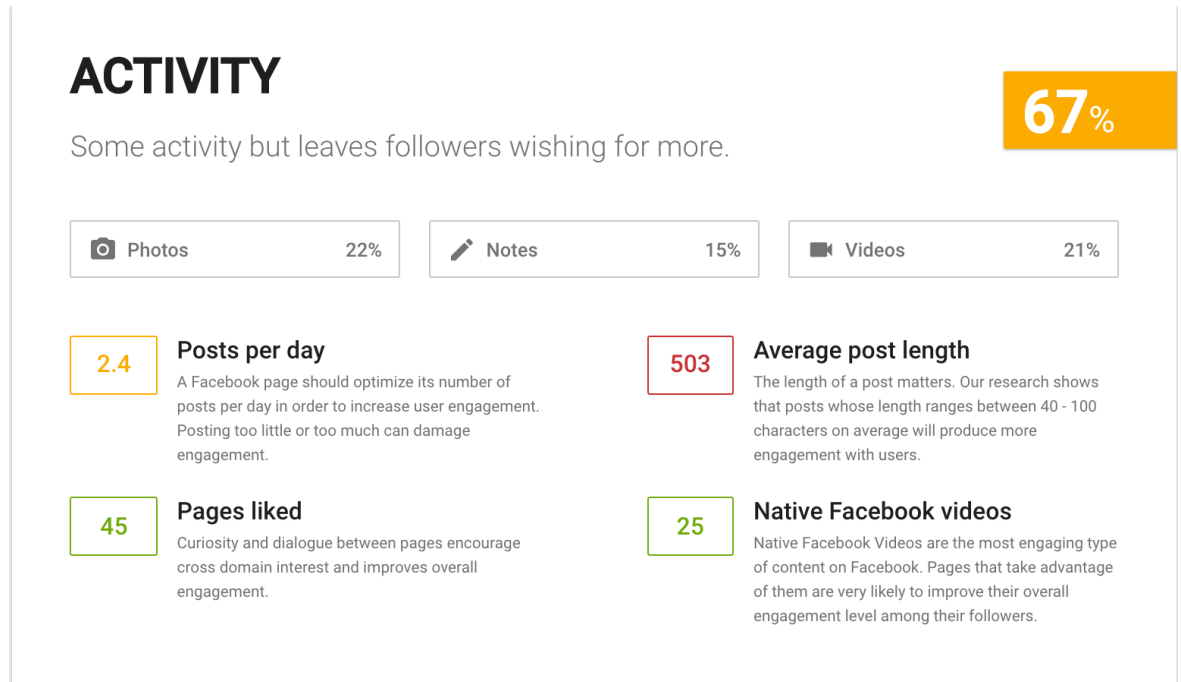 ACTIVITY
67%
Some activity but leaves followers wishing for more.
Photos 22%
Notes 15%
Videos 21%
2.4
Posts per day
A Facebook page should optimize its number of
posts per day in order to increase user engagement.
Posting too little or too much can damage
engagement.
503
Average post length
The length of a post matters. Our research shows
that posts whose length ranges between 40 - 100
characters on average will produce more
engagement with users.
45
Pages liked
Curiosity and dialogue between pages encourage
cross domain interest and improves overall
engagement.
25
Native Facebook videos
Native Facebook Videos are the most engaging type
of content on Facebook. Pages that take advantage
of them are very likely to improve their overall
engagement level among their followers.